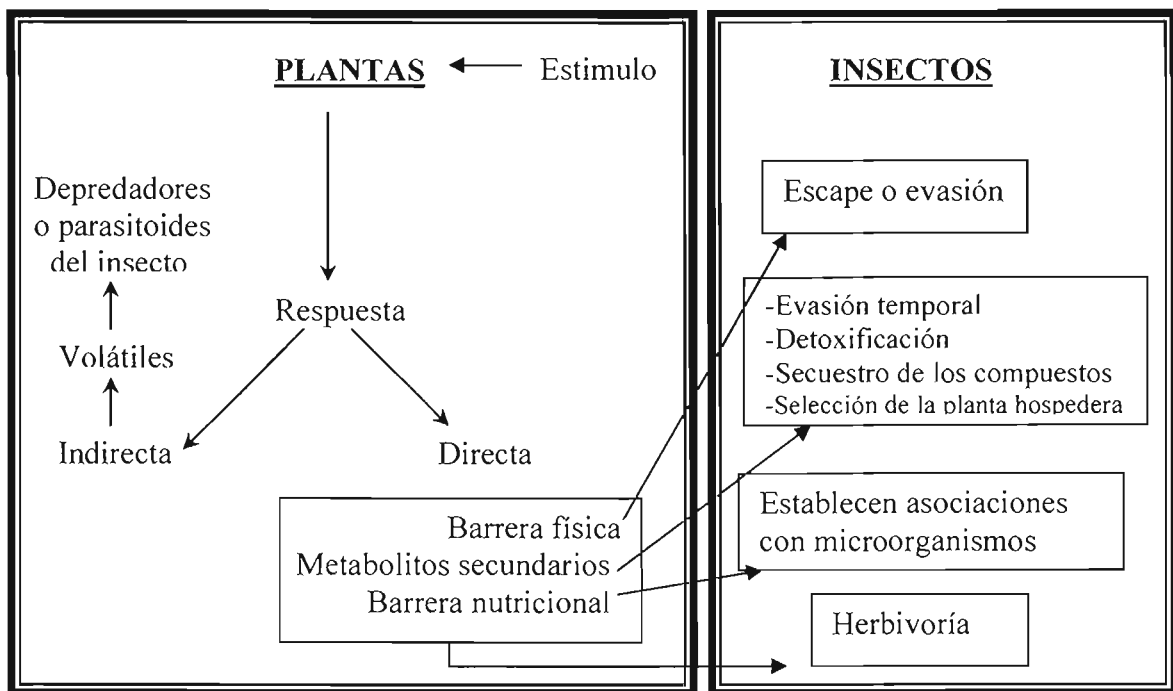 PLANTAS
Estimulo
Depredadores
o parasitoides
del insecto
Respuesta
Volátiles
Indirecta
Directa
Barrera física
Metabolitos secundarios
Barrera nutricional
INSECTOS
Escape o evasión
-Evasión temporal
-Detoxificación
-Secuestro de los compuestos
-Selección de la planta hospedera
Establecen asociaciones
con microorganismos
Herbivoría